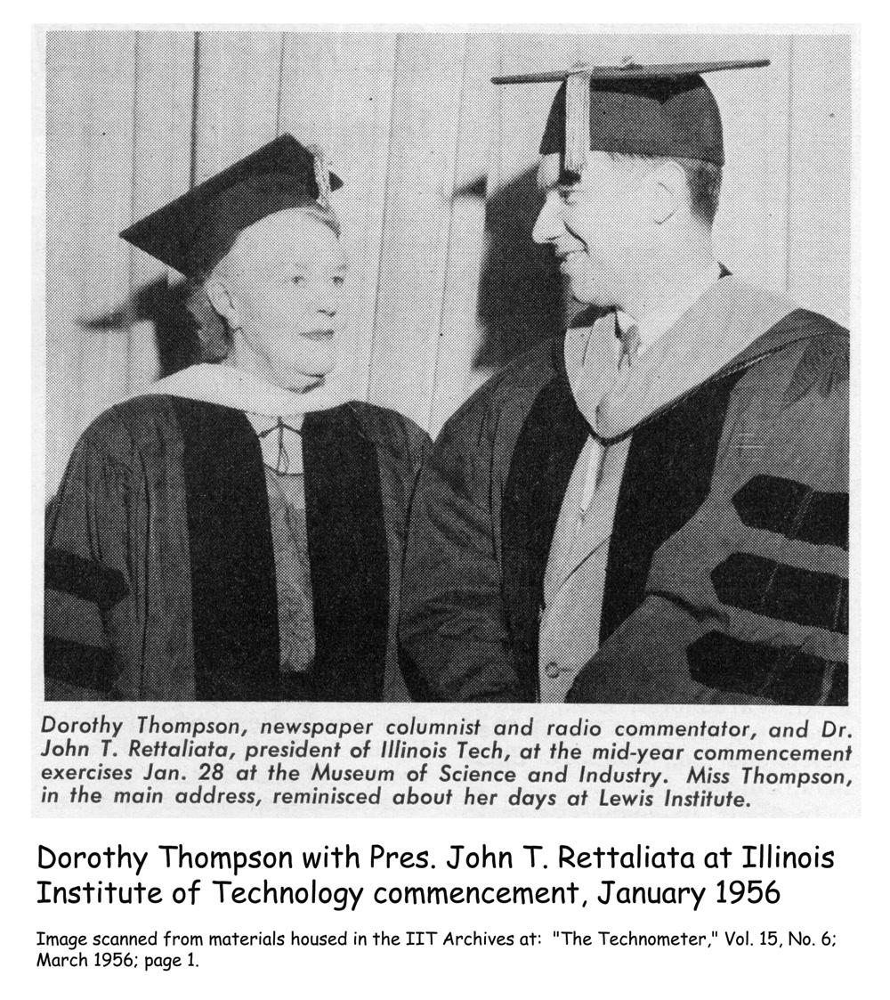 Dorothy Thompson, newspaper columnist and radio commentator, and Dr.
John T. Rettaliata, president of Illinois Tech, at the mid-year commencement
exercises Jan. 28 at the Museum of Science and Industry. Miss Thompson,
in the main address, reminisced about her days at Lewis Institute.
Dorothy Thompson with Pres. John T. Rettaliata at Illinois
Institute of Technology commencement, January 1956
Image scanned from materials housed in the IIT Archives at: "The Technometer," Vol. 15, No. 6;
March 1956; page 1.